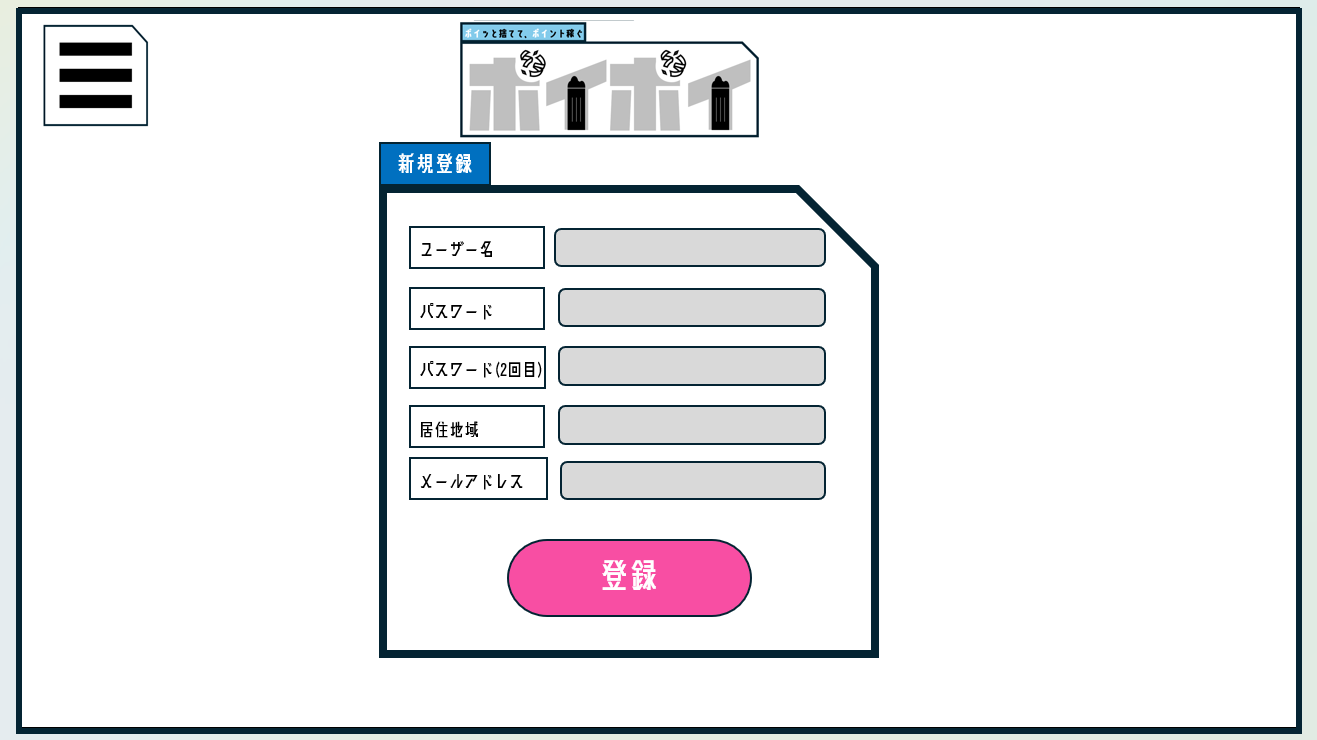 ポイッと捨てて、ポイント稼ぐ
ポイポイ
新規登録
ユーザー名
パスワード
パスワード(2回目)
居住地域
メールアドレス
登録